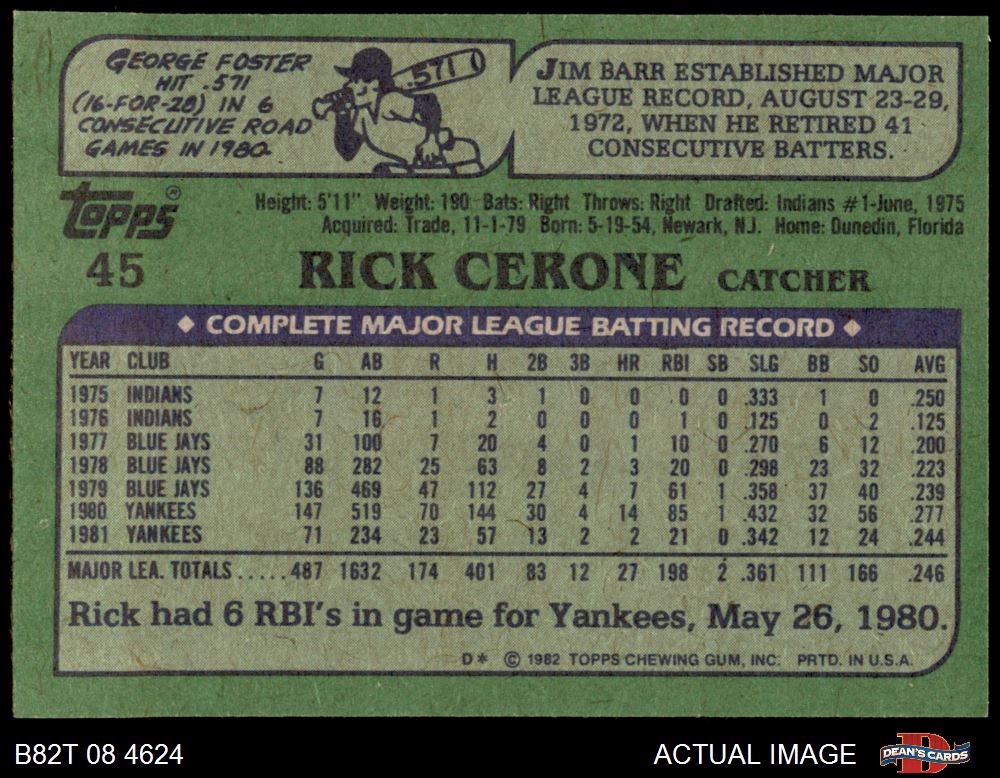 GEORGE FOSTER
HIT .571
(16-FOR-28) IN 6
CONSECUTIVE ROAD
GAMES IN 1980.
.571
JIM BARR ESTABLISHED MAJOR
LEAGUE RECORD, AUGUST 23-29,
1972, WHEN HE RETIRED 41
CONSECUTIVE BATTERS.
Topps®
Height: 5'11" Weight: 190 Bats: Right Throws: Right Drafted: Indians #1-June, 1975
Acquired: Trade, 11-1-79 Born: 5-19-54, Newark, N.J. Home: Dunedin, Florida
45 RICK CERONE CATCHER
◆ COMPLETE MAJOR LEAGUE BATTING RECORD ◆
YEAR CLUB G AB R H 2B 3B HR RBI SB SLG BB SO AVG
1975 INDIANS 7 12 1 3 1 0 0 0 0 .333 1 0 .250
1976 INDIANS 7 16 1 2 0 0 0 1 0 .125 0 2 .125
1977 BLUE JAYS 31 100 7 20 4 0 1 10 0 .270 6 12 .200
1978 BLUE JAYS 88 282 25 63 8 2 3 20 0 .298 23 32 .223
1979 BLUE JAYS 136 469 47 112 27 4 7 61 1 .358 37 40 .239
1980 YANKEES 147 519 70 144 30 4 14 85 1 .432 32 56 .277
1981 YANKEES 71 234 23 57 13 2 2 21 0 .342 12 24 .244
MAJOR LEA. TOTALS.....487 1632 174 401 83 12 27 198 2 .361 111 166 .246
Rick had 6 RBI's in game for Yankees, May 26, 1980.
D* © 1982 TOPPS CHEWING GUM, INC. PRTD. IN U.S.A.
B82T 08 4624 ACTUAL IMAGE D DEAN'S CARDS